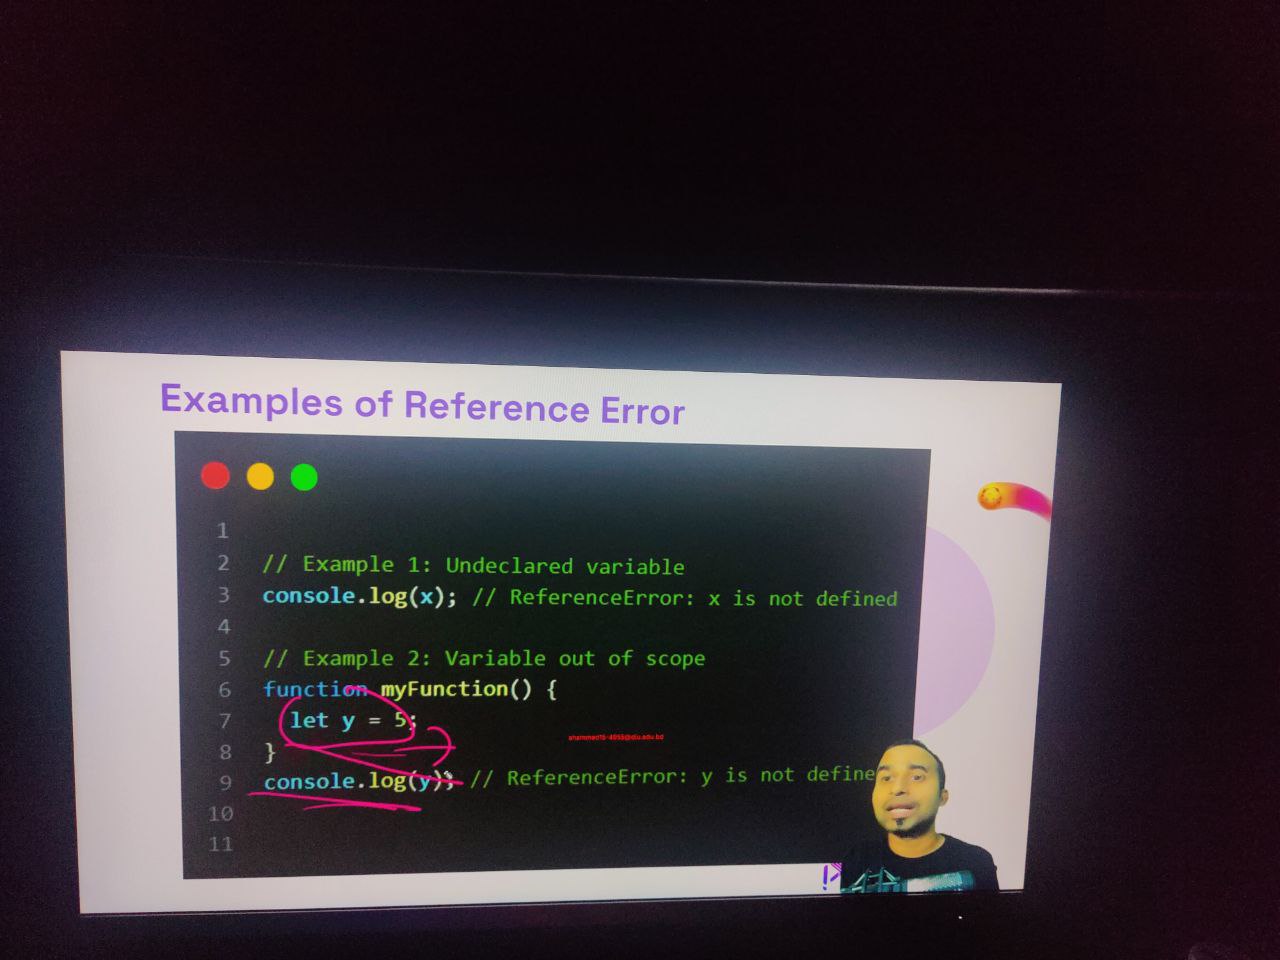 Examples of Reference Error
1
2 // Example 1: Undeclared variable
3 console.log(x); // ReferenceError: x is not defined
4
5 // Example 2: Variable out of scope
6 function myFunction() {
7 let y = 5;
8 }
9 console.log(y); // ReferenceError: y is not define
10
11